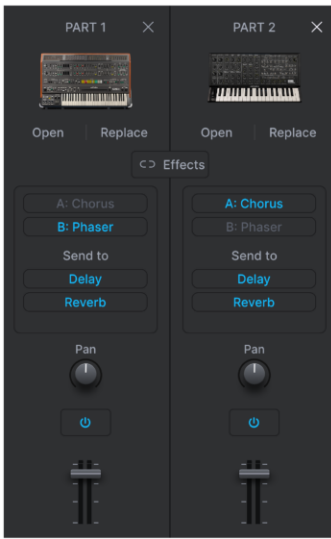 PART 1
PART 2
Open
Replace
Open
Replace
Effects
A: Chorus
B: Phaser
Send to
Delay
Reverb
A: Chorus
B: Phaser
Send to
Delay
Reverb
Pan
Pan